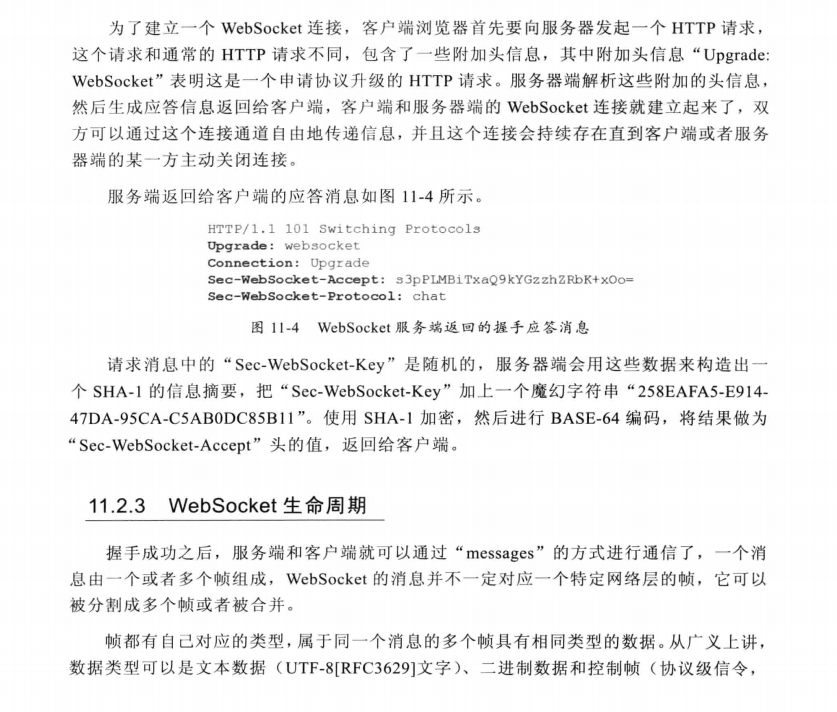 为了建立一个 WebSocket 连接，客户端浏览器首先要向服务器发起一个 HTTP 请求，
这个请求和通常的 HTTP 请求不同，包含了一些附加头信息，其中附加头信息“Upgrade:
WebSocket”表明这是一个申请协议升级的 HTTP 请求。服务器端解析这些附加的头信息，
然后生成应答信息返回给客户端，客户端和服务器端的 WebSocket 连接就建立起来了，双
方可以通过这个连接通道自由地传递信息，并且这个连接会持续存在直到客户端或者服务
器端的某一方主动关闭连接。
服务端返回给客户端的应答消息如图 11-4 所示。
HTTP/1.1 101 Switching Protocols
Upgrade: websocket
Connection: Upgrade
Sec-WebSocket-Accept: s3pPLMBiTxaQ9kYGzzhZRbK+xOo=
Sec-WebSocket-Protocol: chat
图 11-4 WebSocket 服务端返回的握手应答消息
请求消息中的“Sec-WebSocket-Key”是随机的，服务器端会用这些数据来构造出一
个 SHA-1 的信息摘要，把“Sec-WebSocket-Key”加上一个魔幻字符串“258EAFA5-E914-
47DA-95CA-C5AB0DC85B11”。使用 SHA-1 加密，然后进行 BASE-64 编码，将结果做为
“Sec-WebSocket-Accept”头的值，返回给客户端。
11.2.3 WebSocket 生命周期
握手成功之后，服务端和客户端就可以通过“messages”的方式进行通信了，一个消
息由一个或者多个帧组成，WebSocket 的消息并不一定对应一个特定网络层的帧，它可以
被分割成多个帧或者被合并。
帧都有自己对应的类型，属于同一个消息的多个帧具有相同类型的数据。从广义上讲，
数据类型可以是文本数据（UTF-8[RFC3629]文字）、二进制数据和控制帧（协议级信令，